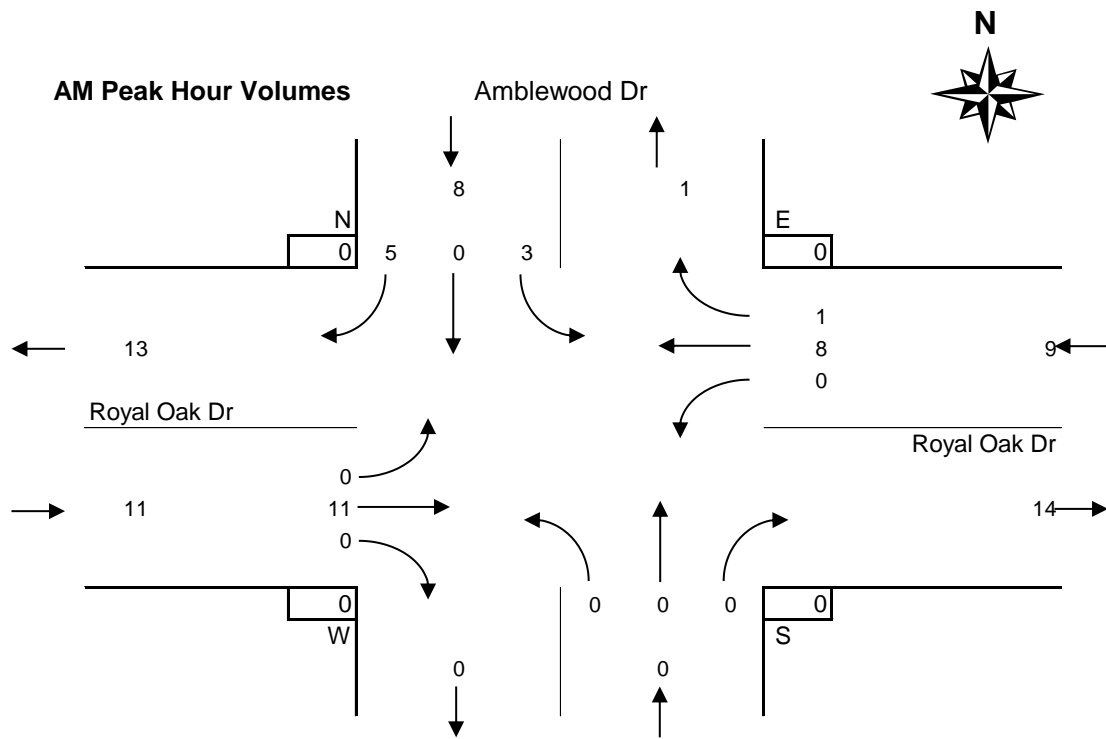 N
AM Peak Hour Volumes Amblewood Dr
8 1
N E
0 5 0 3 0
1
13 8 9
0
Royal Oak Dr
Royal Oak Dr
0
11 11 14
0
0 0 0 0 0
W S
0 0